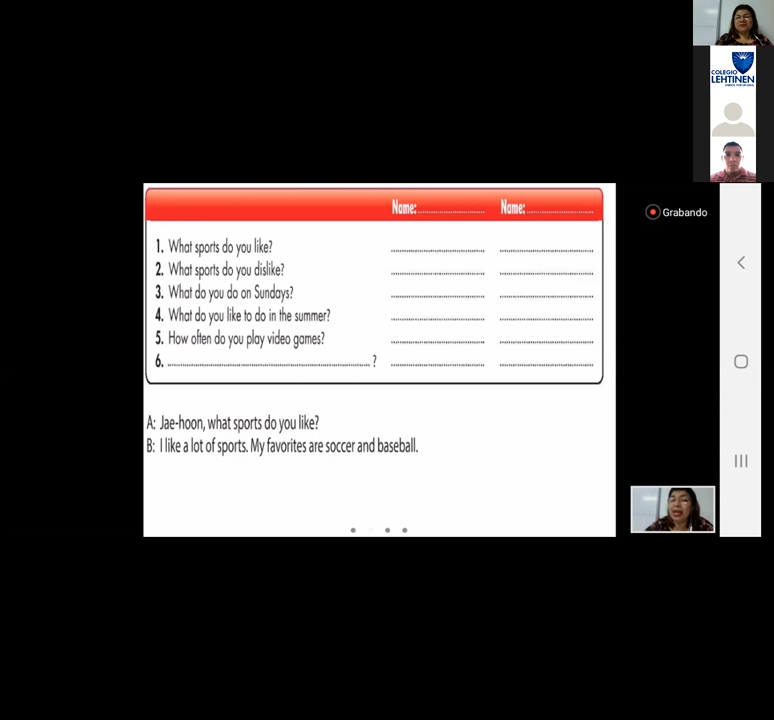 COLEGIO
LEHTINEN
Name: Name:
Grabando
1. What sports do you like?
2. What sports do you dislike?
3. What do you do on Sundays?
4. What do you like to do in the summer?
5. How often do you play video games?
6. ?
A: Jae-hoon, what sports do you like?
B: I like a lot of sports. My favorites are soccer and baseball.